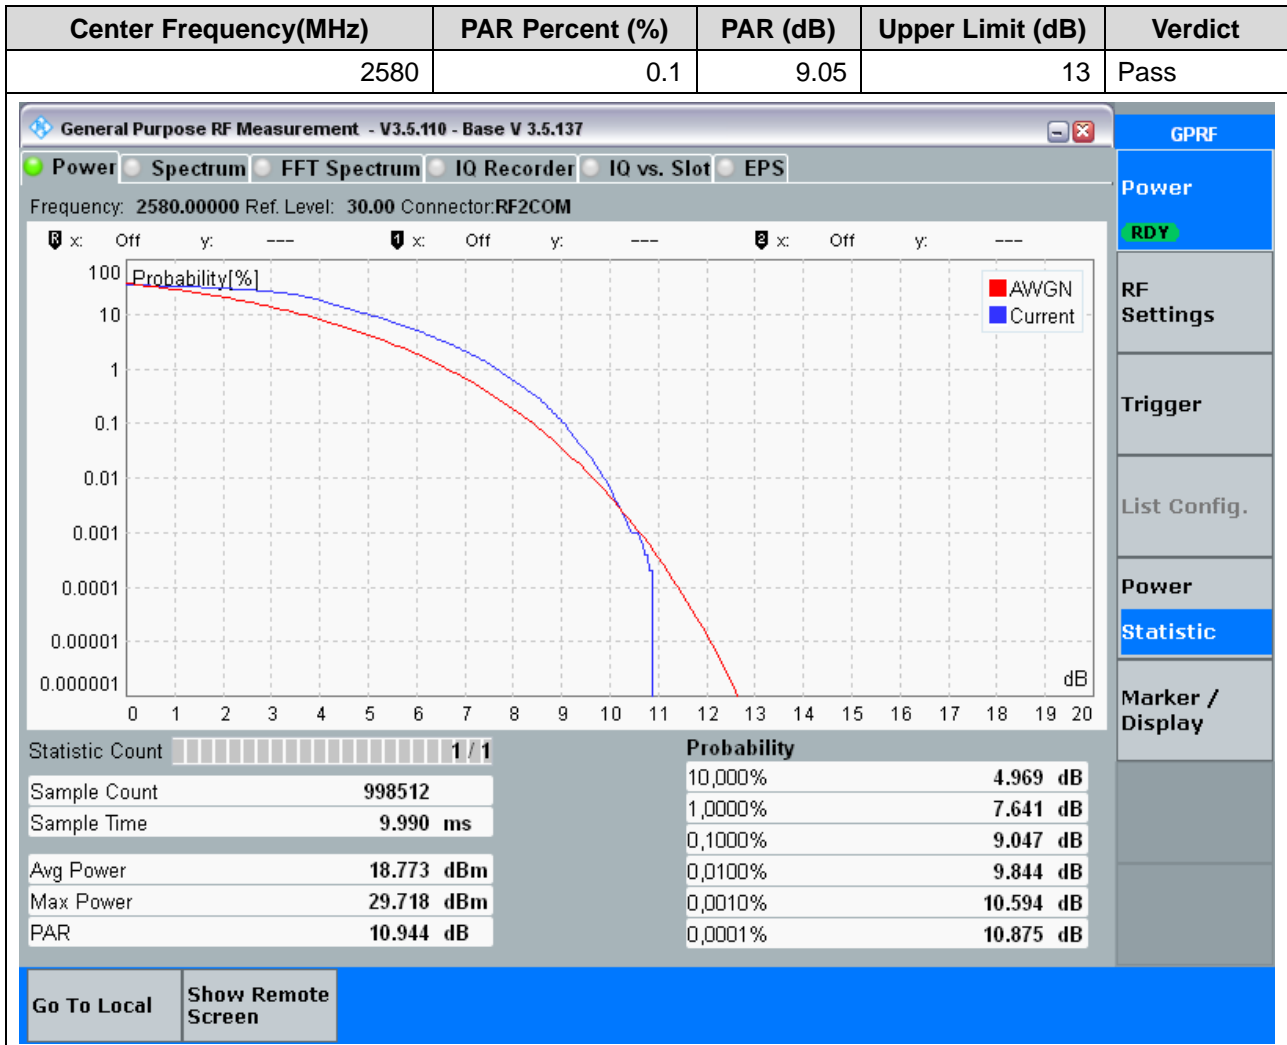 Center Frequency(MHz) PAR Percent (%) PAR (dB) Upper Limit (dB) Verdict
2580 0.1 9.05 13 Pass
General Purpose RF Measurement - V3.5.110 - Base V 3.5.137
GPRF
Power Spectrum FFT Spectrum IQ Recorder IQ vs. Slot EPS
Power
RDY
Frequency: 2580.00000 Ref. Level: 30.00 Connector:RF2COM
R x: Off y: --- 1 x: Off y: --- 2 x: Off y: ---
Probability[%]
AWGN
Current
100
10
1
0.1
0.01
0.001
0.0001
0.00001
0.000001
dB
0 1 2 3 4 5 6 7 8 9 10 11 12 13 14 15 16 17 18 19 20
RF
Settings
Trigger
List Config.
Power
Statistic
Marker /
Display
Statistic Count 1 / 1
Sample Count 998512
Sample Time 9.990 ms
Avg Power 18.773 dBm
Max Power 29.718 dBm
PAR 10.944 dB
Probability
10,000% 4.969 dB
1,0000% 7.641 dB
0,1000% 9.047 dB
0,0100% 9.844 dB
0,0010% 10.594 dB
0,0001% 10.875 dB
Go To Local
Show Remote
Screen